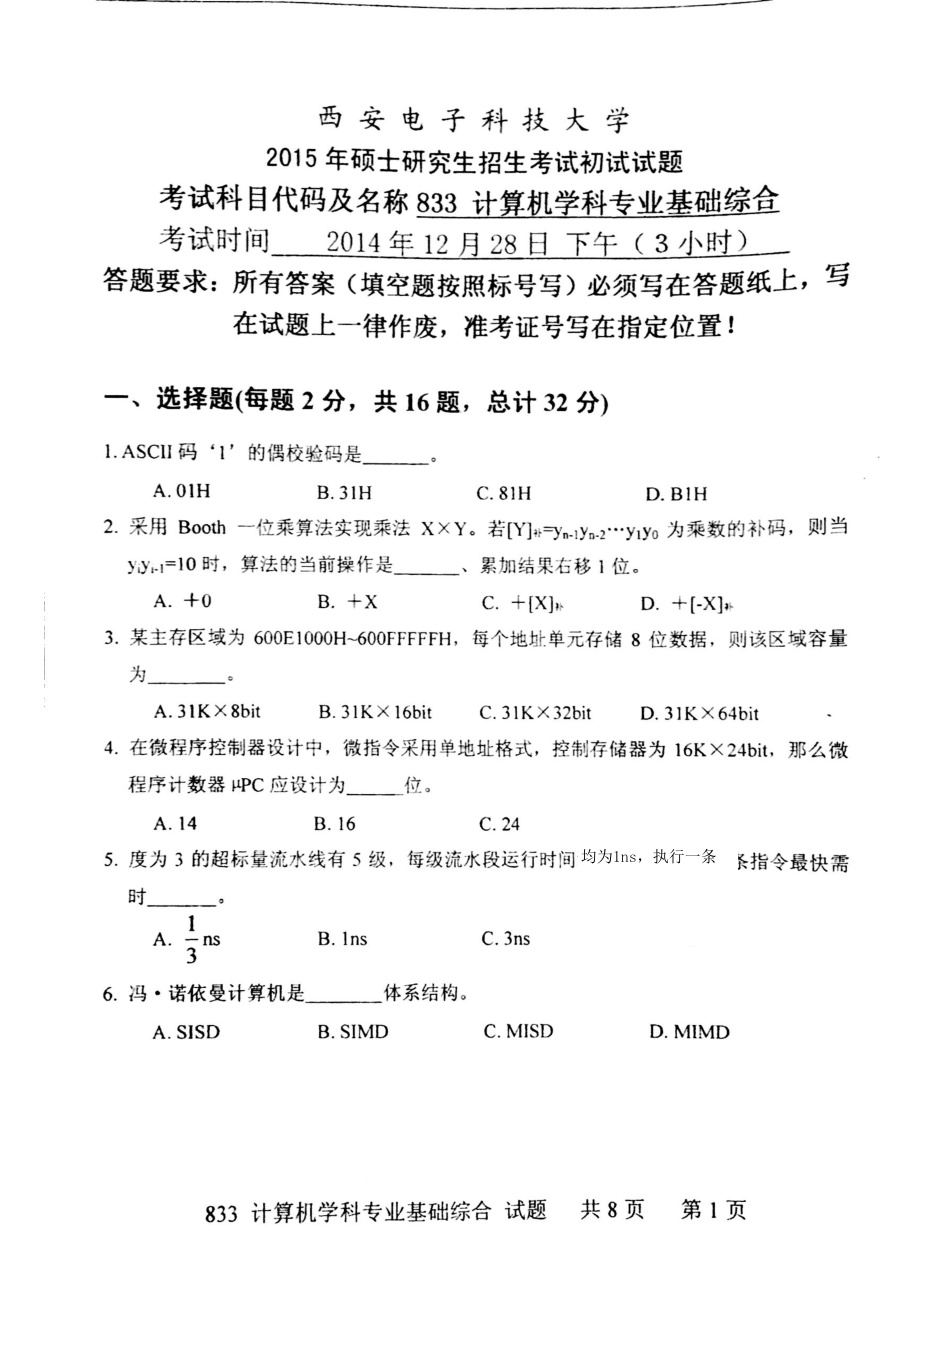 西安电子科技大学
2015年硕士研究生招生考试初试试题
考试科目代码及名称 833 计算机学科专业基础综合
考试时间 2014年12月28日 下午（3小时）
答题要求：所有答案（填空题按照标号写）必须写在答题纸上，写
在试题上一律作废，准考证号写在指定位置！
一、选择题(每题2分，共16题，总计32分)
1. ASCII 码‘1’的偶校验码是______。
A. 01H B. 31H C. 81H D. B1H
2. 采用 Booth 一位乘算法实现乘法 X×Y。若[Y]补=yn-1yn-2…y1y0 为乘数的补码，则当
yiyi-1=10 时，算法的当前操作是______、累加结果右移1位。
A. ＋0 B. ＋X C. ＋[X]补 D. ＋[-X]补
3. 某主存区域为 600E1000H~600FFFFFH，每个地址单元存储 8 位数据，则该区域容量
为______。
A. 31K×8bit B. 31K×16bit C. 31K×32bit D. 31K×64bit
4. 在微程序控制器设计中，微指令采用单地址格式，控制存储器为 16K×24bit，那么微
程序计数器 μPC 应设计为_____位。
A. 14 B. 16 C. 24
5. 度为 3 的超标量流水线有 5 级，每级流水段运行时间均为1ns，执行一条 条指令最快需
时______。
A. 1/3 ns B. 1ns C. 3ns
6. 冯·诺依曼计算机是______体系结构。
A. SISD B. SIMD C. MISD D. MIMD
833 计算机学科专业基础综合 试题 共8页 第1页